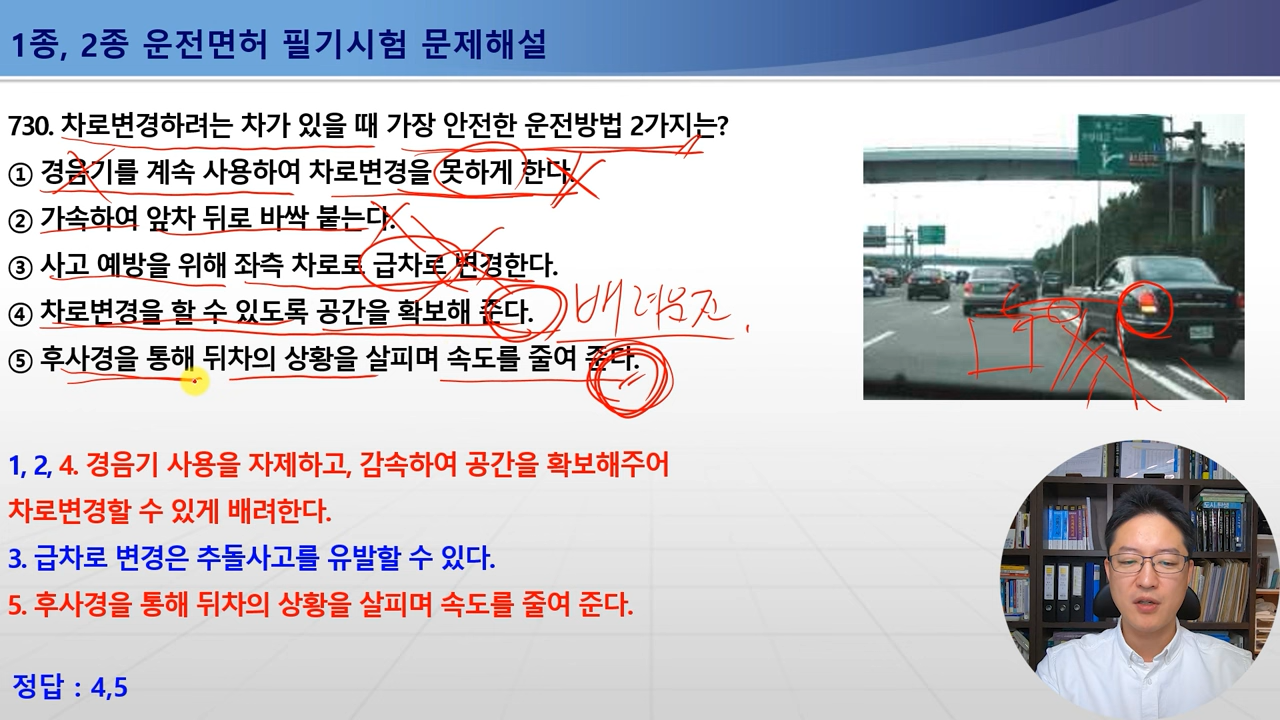 1종, 2종 운전면허 필기시험 문제해설
730. 차로변경하려는 차가 있을 때 가장 안전한 운전방법 2가지는?
① 경음기를 계속 사용하여 차로변경을 못하게 한다.
② 가속하여 앞차 뒤로 바싹 붙는다.
③ 사고 예방을 위해 좌측 차로로 급차로 변경한다.
④ 차로변경을 할 수 있도록 공간을 확보해 준다.
배려운전.
⑤ 후사경을 통해 뒤차의 상황을 살피며 속도를 줄여 준다.
1, 2, 4. 경음기 사용을 자제하고, 감속하여 공간을 확보해주어
차로변경할 수 있게 배려한다.
3. 급차로 변경은 추돌사고를 유발할 수 있다.
5. 후사경을 통해 뒤차의 상황을 살피며 속도를 줄여 준다.
정답 : 4,5